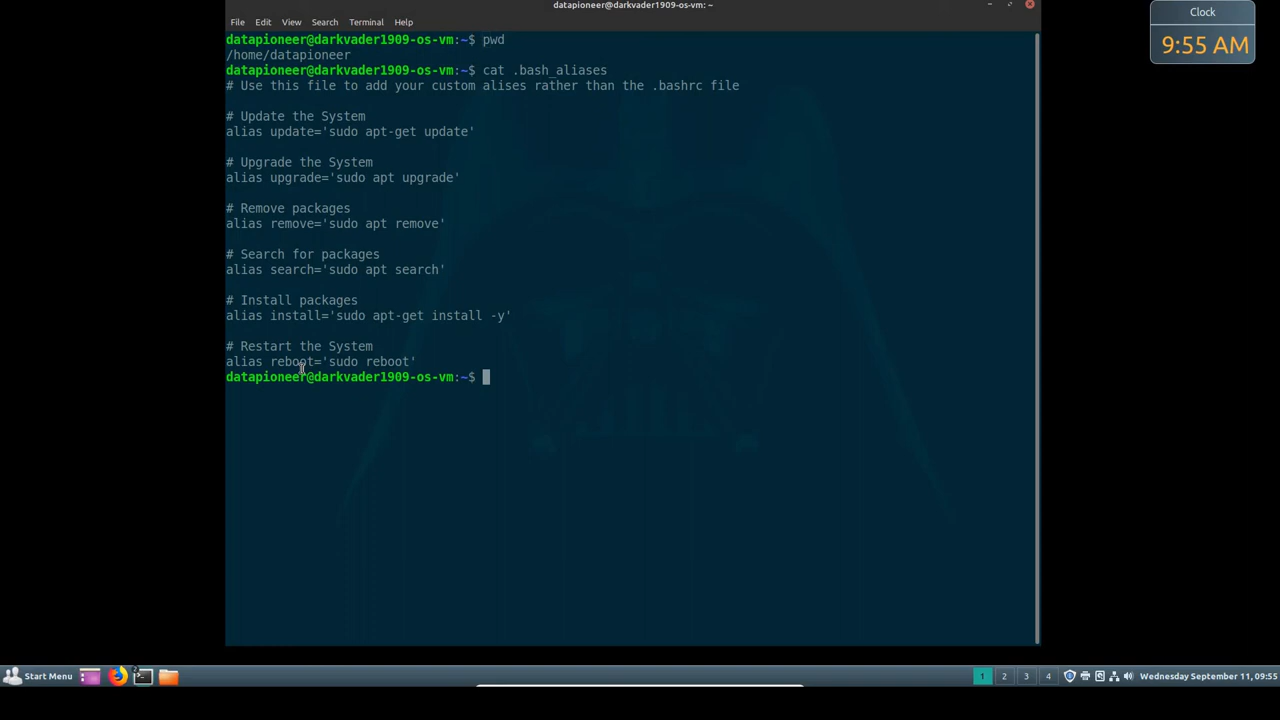 datapioneer@darkvader1909-os-vm: ~
Clock
9:55 AM
File Edit View Search Terminal Help
datapioneer@darkvader1909-os-vm:~$ pwd
/home/datapioneer
datapioneer@darkvader1909-os-vm:~$ cat .bash_aliases
# Use this file to add your custom alises rather than the .bashrc file
# Update the System
alias update='sudo apt-get update'
# Upgrade the System
alias upgrade='sudo apt upgrade'
# Remove packages
alias remove='sudo apt remove'
# Search for packages
alias search='sudo apt search'
# Install packages
alias install='sudo apt-get install -y'
# Restart the System
alias reboot='sudo reboot'
datapioneer@darkvader1909-os-vm:~$
Start Menu 2 1 2 3 4 Wednesday September 11, 09:55